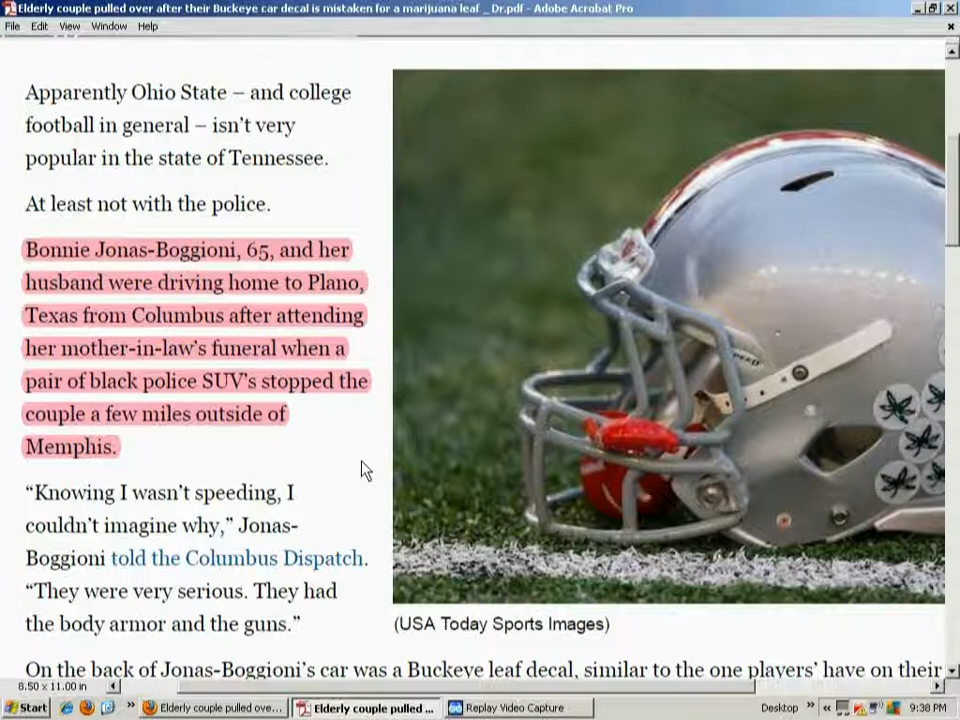 Elderly couple pulled over after their Buckeye car decal is mistaken for a marijuana leaf _ Dr.pdf - Adobe Acrobat Pro
File Edit View Window Help
Apparently Ohio State – and college
football in general – isn't very
popular in the state of Tennessee.
At least not with the police.
Bonnie Jonas-Boggioni, 65, and her
husband were driving home to Plano,
Texas from Columbus after attending
her mother-in-law's funeral when a
pair of black police SUV's stopped the
couple a few miles outside of
Memphis.
“Knowing I wasn't speeding, I
couldn't imagine why,” Jonas-
Boggioni told the Columbus Dispatch.
“They were very serious. They had
the body armor and the guns.”
(USA Today Sports Images)
On the back of Jonas-Boggioni's car was a Buckeye leaf decal, similar to the one players' have on their
8.50 x 11.00 in
Start » Elderly couple pulled ove... Elderly couple pulled ... Replay Video Capture Desktop » « 9:38 PM